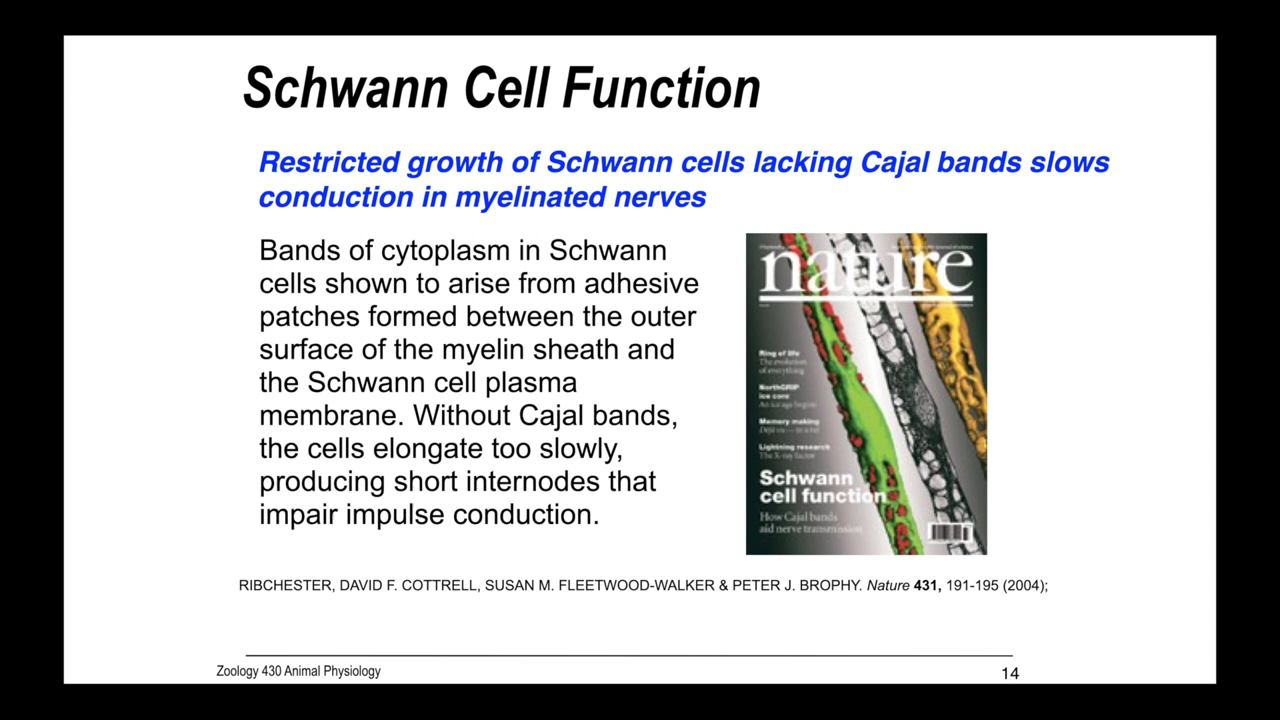 Schwann Cell Function
Restricted growth of Schwann cells lacking Cajal bands slows
conduction in myelinated nerves
Bands of cytoplasm in Schwann
cells shown to arise from adhesive
patches formed between the outer
surface of the myelin sheath and
the Schwann cell plasma
membrane. Without Cajal bands,
the cells elongate too slowly,
producing short internodes that
impair impulse conduction.
nature
Ring of life
The evolution
of everything
NorthGRIP
ice core
An ice age begins
Memory making
Lightning research
The X-ray factor
Schwann
cell function
How Cajal bands
aid nerve transmission
RIBCHESTER, DAVID F. COTTRELL, SUSAN M. FLEETWOOD-WALKER & PETER J. BROPHY. Nature 431, 191-195 (2004);
Zoology 430 Animal Physiology
14